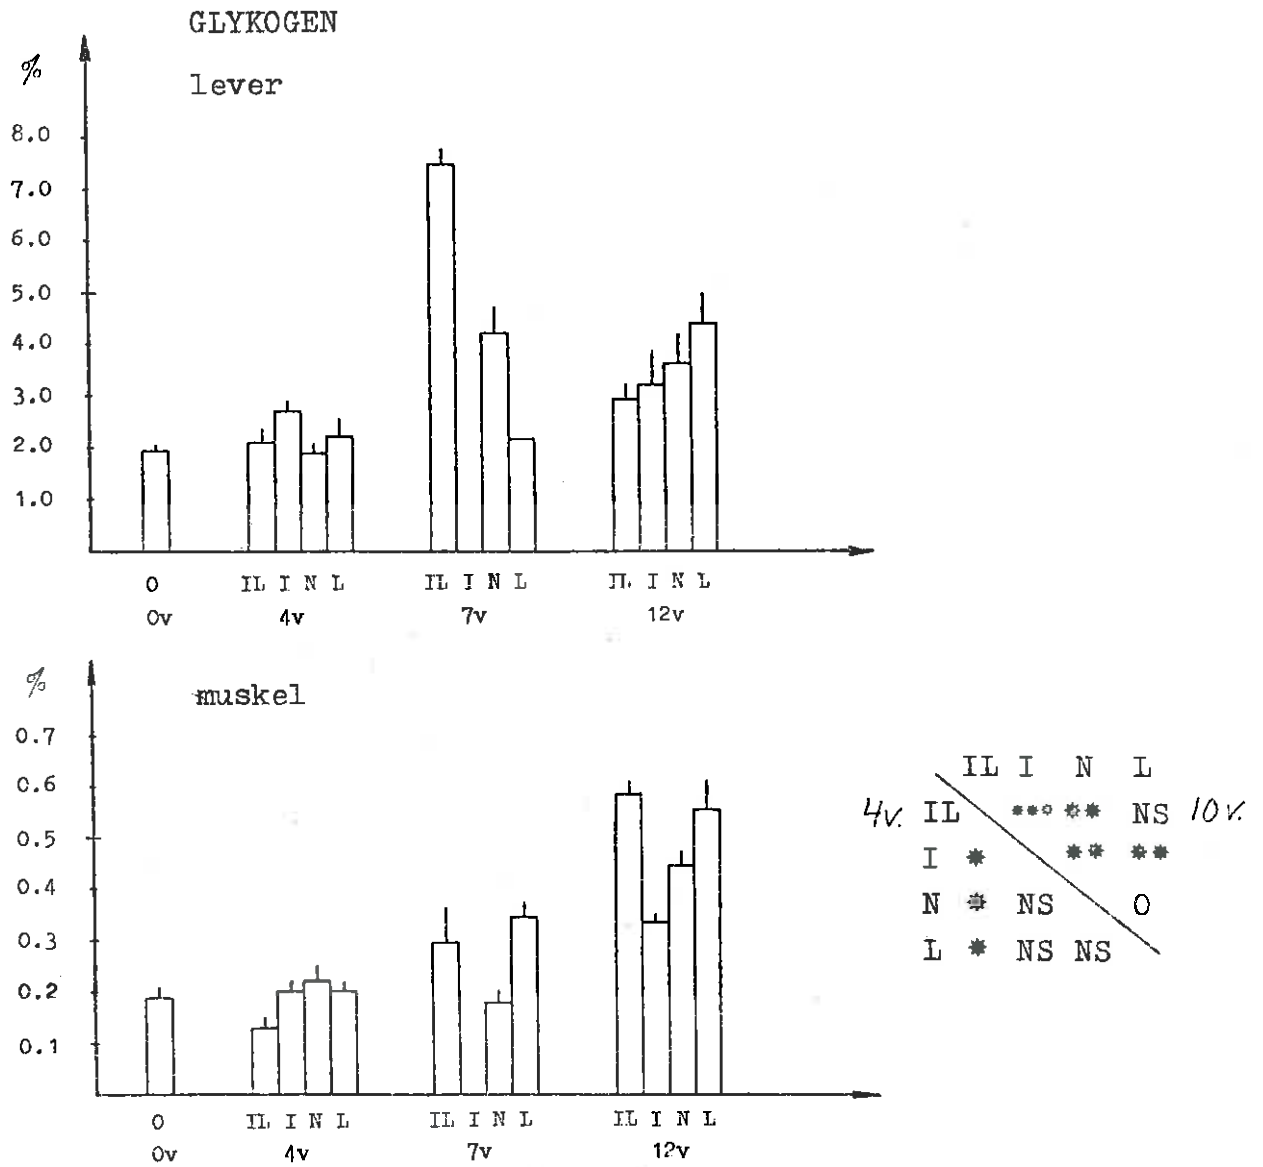 GLYKOGEN
%
lever
8.0
7.0
6.0
5.0
4.0
3.0
2.0
1.0
O IL I N L IL I N L IL I N L
0v 4v 7v 12v
%
muskel
0.7
0.6
0.5
0.4
0.3
0.2
0.1
O IL I N L IL I N L IL I N L
0v 4v 7v 12v
IL I N L
4v. IL *** ** NS 10v.
I * ** **
N * NS O
L * NS NS